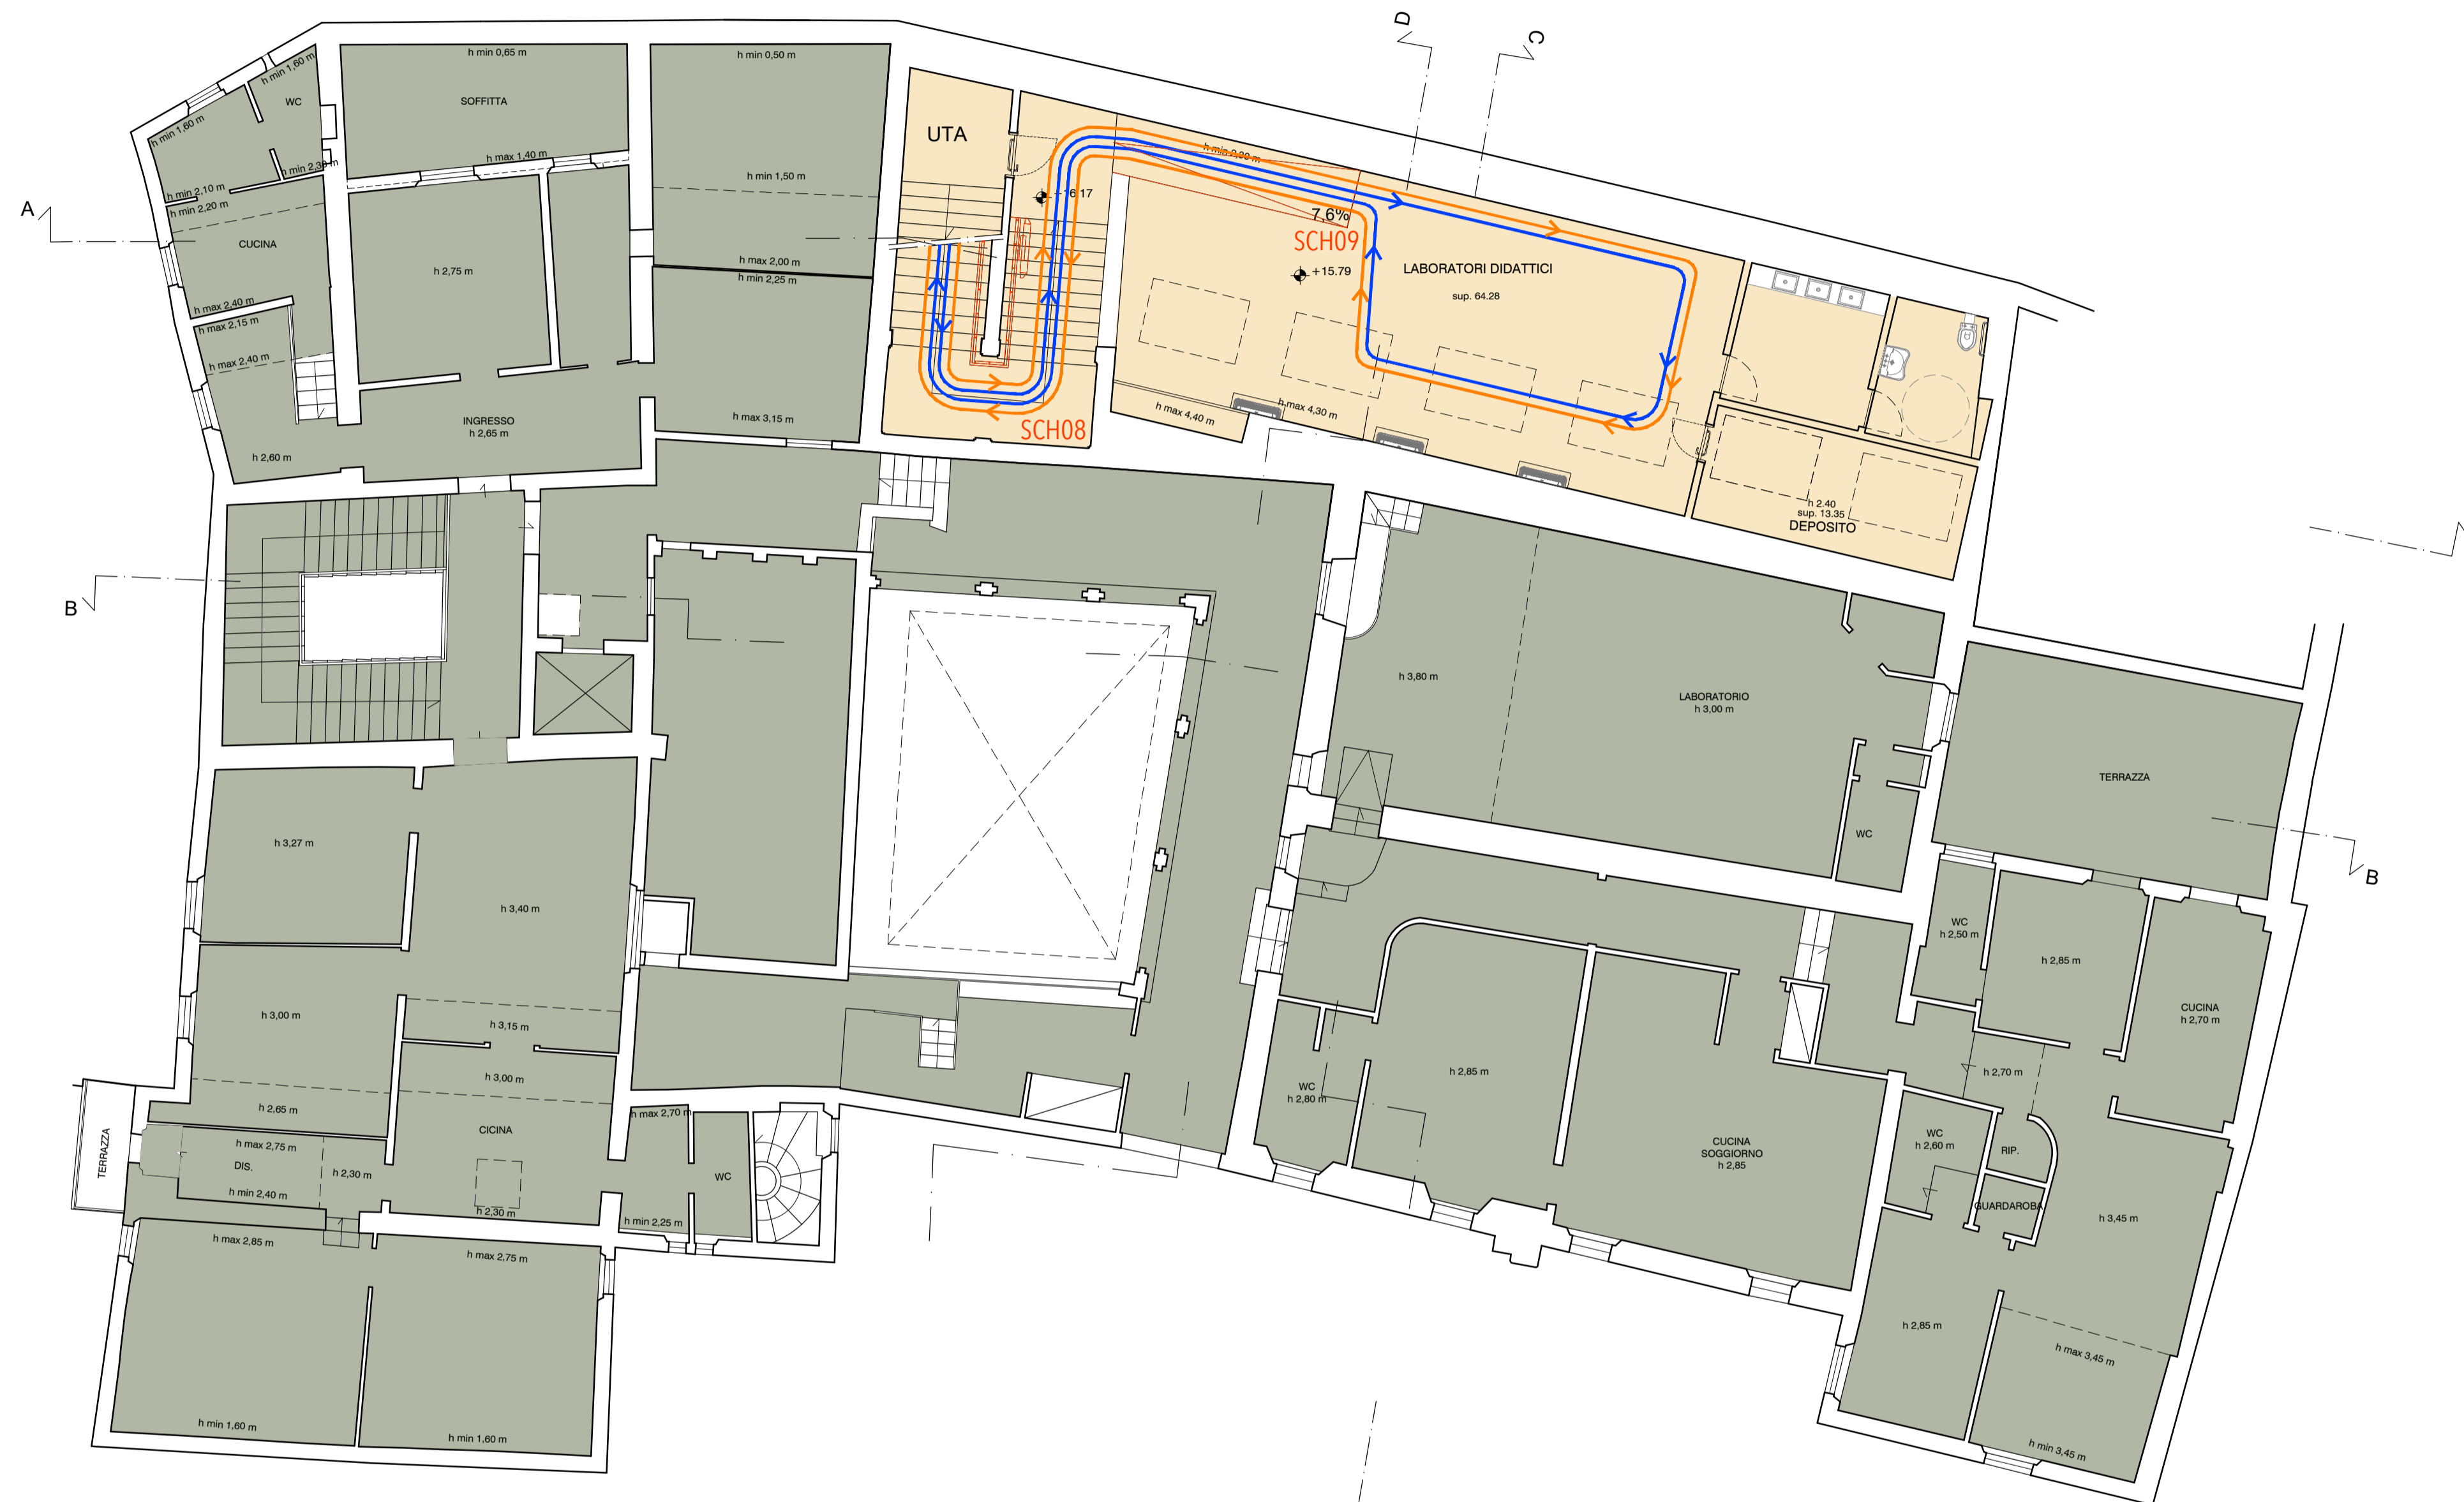 D
C
h min 1,60 m
WC
h min 1,60 m
h min 2,30 m
h min 2,10 m
h min 0,65 m
SOFFITTA
h max 1,40 m
h min 0,50 m
h min 1,50 m
h max 2,00 m
h min 2,25 m
h max 3,15 m
UTA
+16.17
h min 2,00 m
7,6%
SCH09
+15.79
LABORATORI DIDATTICI
sup. 64.28
SCH08
h max 4,40 m
h max 4,30 m
h 2.40
sup. 13.35
DEPOSITO
A
h min 2,20 m
CUCINA
h max 2,40 m
h 2,75 m
h max 2,15 m
h max 2,40 m
INGRESSO
h 2,65 m
h 2,60 m
B
h 3,80 m
LABORATORIO
h 3,00 m
WC
TERRAZZA
B
h 3,27 m
h 3,40 m
h 3,00 m
h 3,15 m
h 3,00 m
h 2,65 m
TERRAZZA
h max 2,75 m
DIS.
h min 2,40 m
h 2,30 m
CICINA
h 2,30 m
h max 2,70 m
WC
h min 2,25 m
h max 2,85 m
h max 2,75 m
h min 1,60 m
h min 1,60 m
WC
h 2,80 m
h 2,85 m
CUCINA
SOGGIORNO
h 2,85
WC
h 2,50 m
h 2,85 m
CUCINA
h 2,70 m
h 2,70 m
WC
h 2,60 m
RIP.
GUARDAROBA
h 3,45 m
h 2,85 m
h max 3,45 m
h min 3,45 m